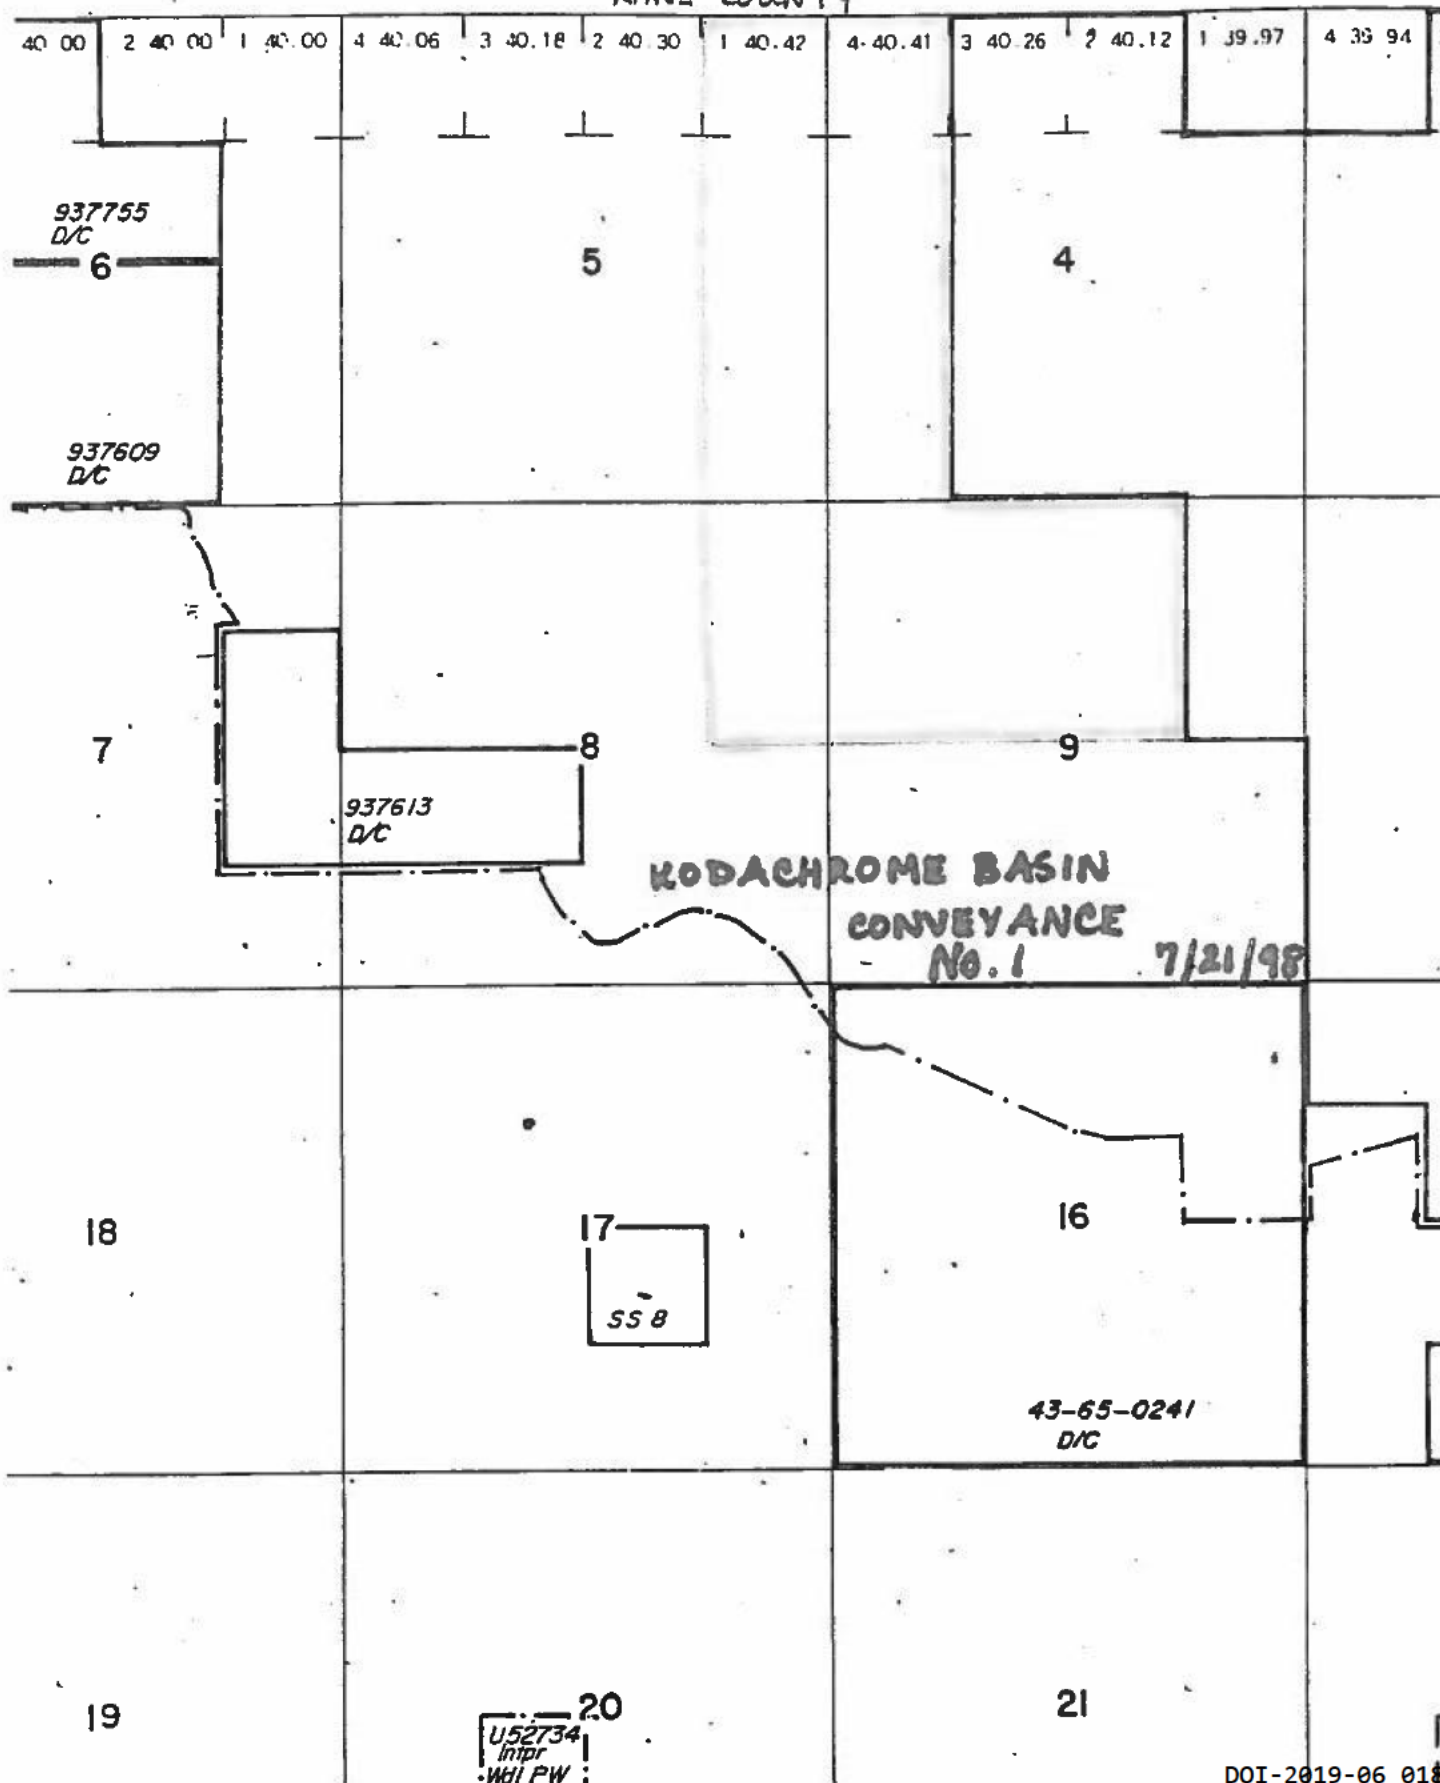 40 00 2 40 00 1 40.00 4 40.06 3 40.18 2 40.30 1 40.42 4 40.41 3 40.26 2 40.12 1 39.97 4 39 94
937755
D/C
6 5 4
937609
D/C
7 8 9
937613
D/C
KODACHROME BASIN
CONVEYANCE
No. 1 7/21/98
18 17 16
SS 8
43-65-0241
D/C
19 20 21
U52734
Intpr
Wdl PW
DOI-2019-06